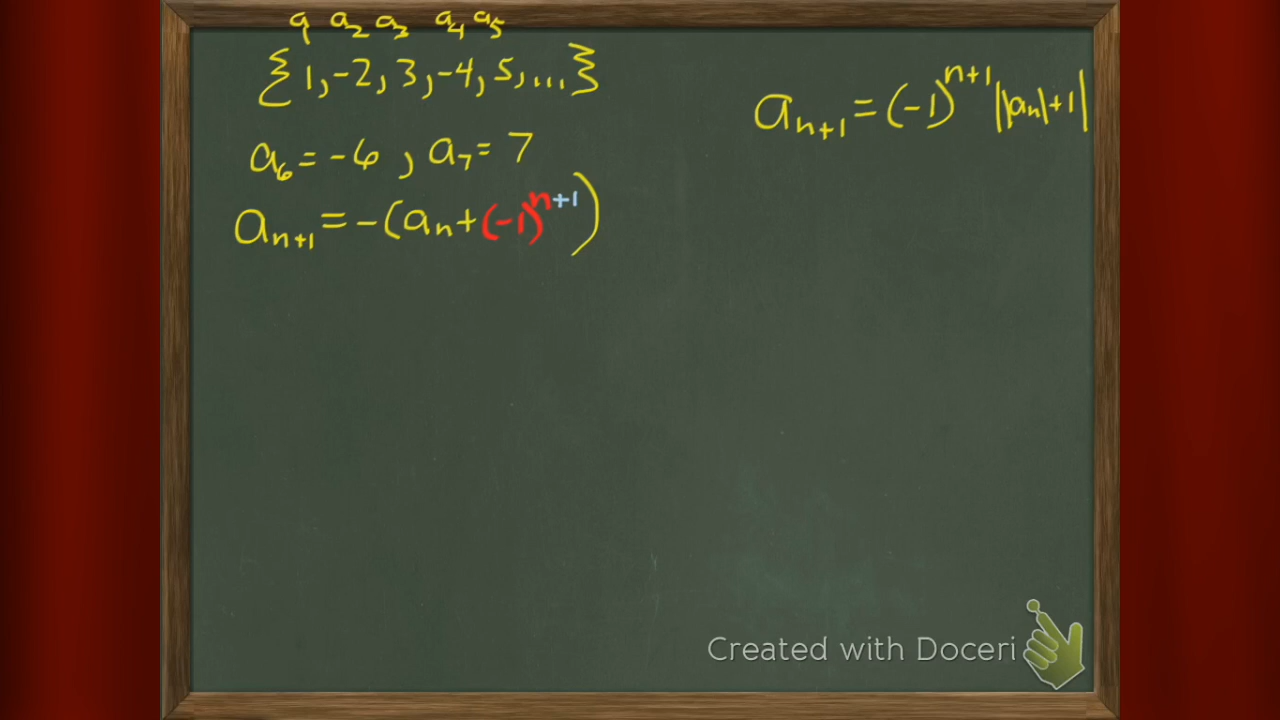 a₁ a₂ a₃ a₄ a₅
{1, -2, 3, -4, 5, ...}
a₆ = -6, a₇ = 7
aₙ₊₁ = -(aₙ + (-1)ⁿ⁺¹)
aₙ₊₁ = (-1)ⁿ⁺¹ ||aₙ|+1|
Created with Doceri